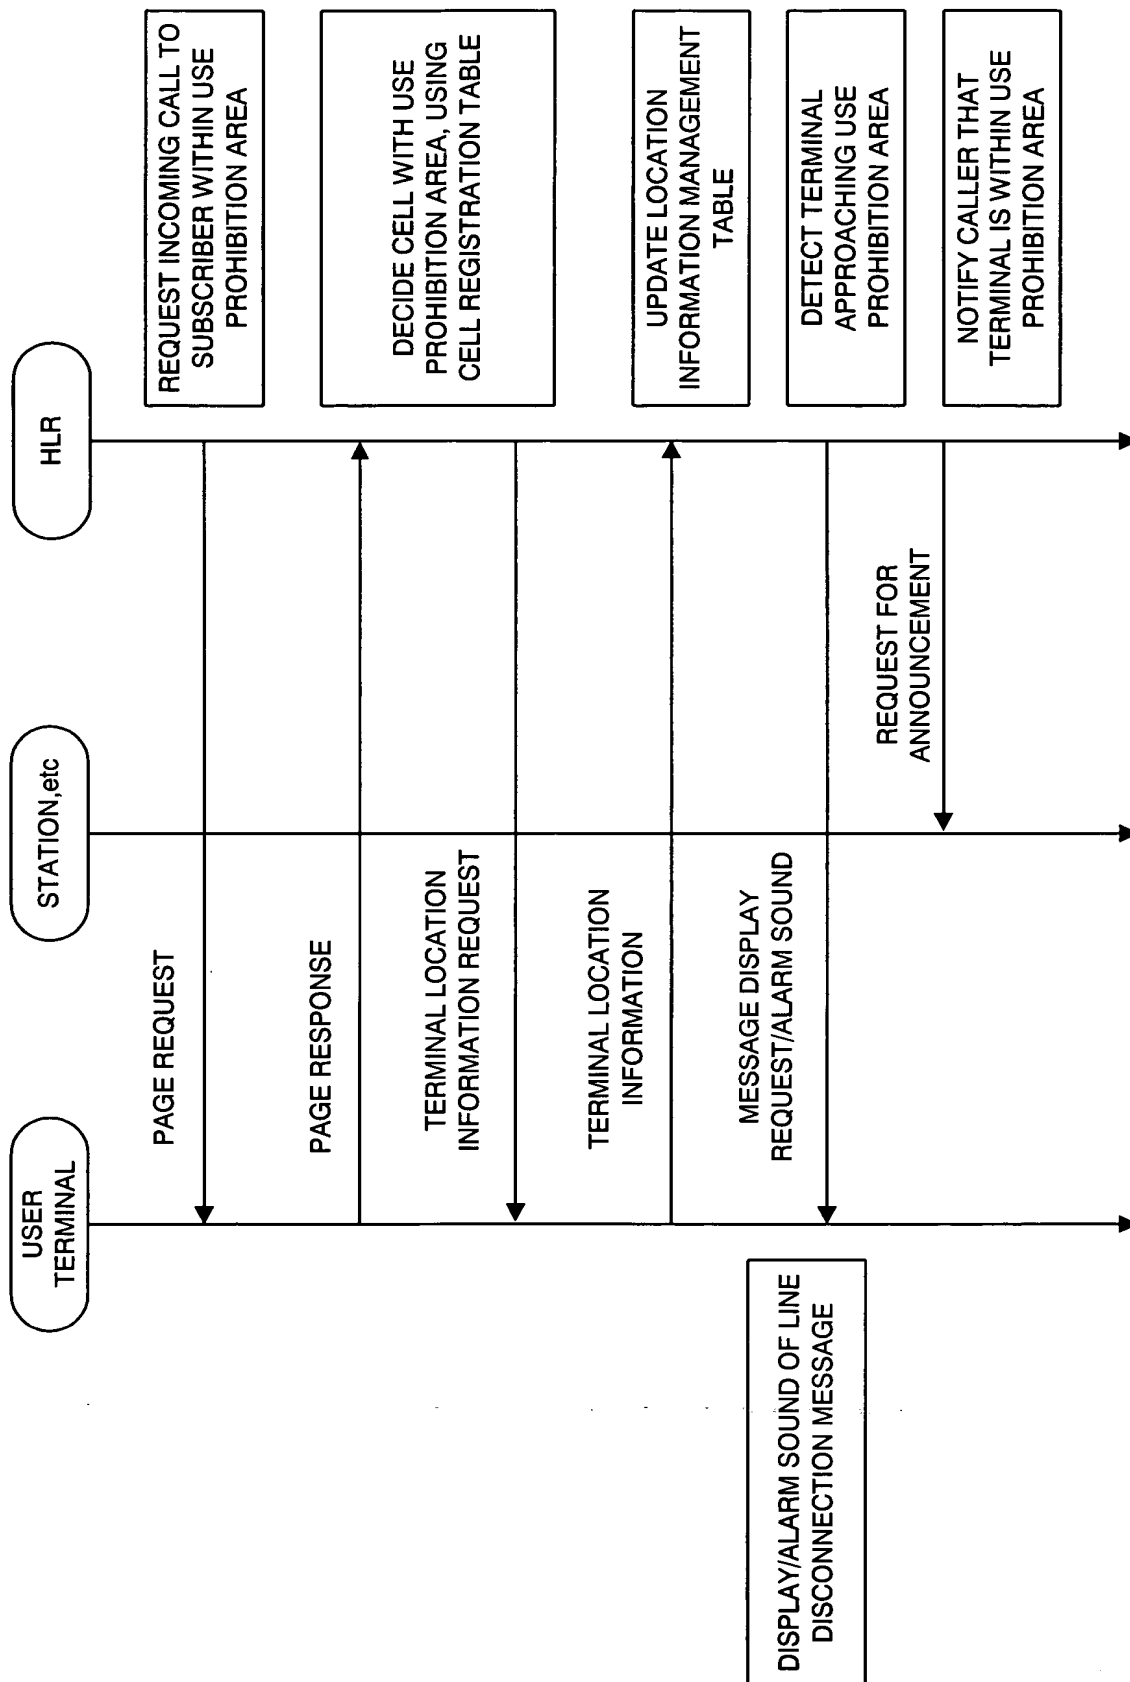 USER
TERMINAL
STATION,etc
HLR
REQUEST INCOMING CALL TO
SUBSCRIBER WITHIN USE
PROHIBITION AREA
PAGE REQUEST
DECIDE CELL WITH USE
PROHIBITION AREA, USING
CELL REGISTRATION TABLE
PAGE RESPONSE
TERMINAL LOCATION
INFORMATION REQUEST
UPDATE LOCATION
INFORMATION MANAGEMENT
TABLE
TERMINAL LOCATION
INFORMATION
DISPLAY/ALARM SOUND OF LINE
DISCONNECTION MESSAGE
MESSAGE DISPLAY
REQUEST/ALARM SOUND
DETECT TERMINAL
APPROACHING USE
PROHIBITION AREA
REQUEST FOR
ANNOUNCEMENT
NOTIFY CALLER THAT
TERMINAL IS WITHIN USE
PROHIBITION AREA